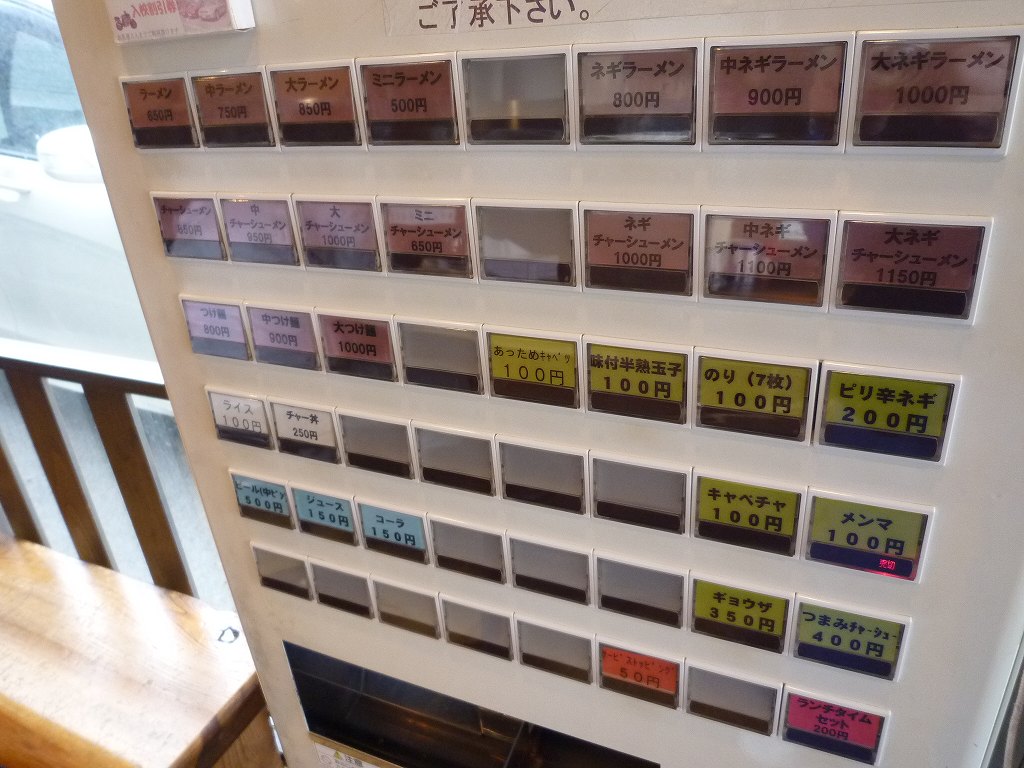 ご了承下さい。
ラーメン
650円
中ラーメン
750円
大ラーメン
850円
ミニラーメン
500円
ネギラーメン
800円
中ネギラーメン
900円
大ネギラーメン
1000円
チャーシューメン
850円
中
チャーシューメン
950円
大
チャーシューメン
1000円
ミニ
チャーシューメン
650円
ネギ
チャーシューメン
1000円
中ネギ
チャーシューメン
1100円
大ネギ
チャーシューメン
1150円
つけ麺
800円
中つけ麺
900円
大つけ麺
1000円
あっためキャベツ
100円
味付半熟玉子
100円
のり(7枚)
100円
ピリ辛ネギ
200円
ライス
100円
チャー丼
250円
キャベチャ
100円
メンマ
100円
売切
ビール(中ビン)
500円
ジュース
150円
コーラ
150円
ギョウザ
350円
つまみチャーシュー
400円
50円
ランチタイム
セット
200円